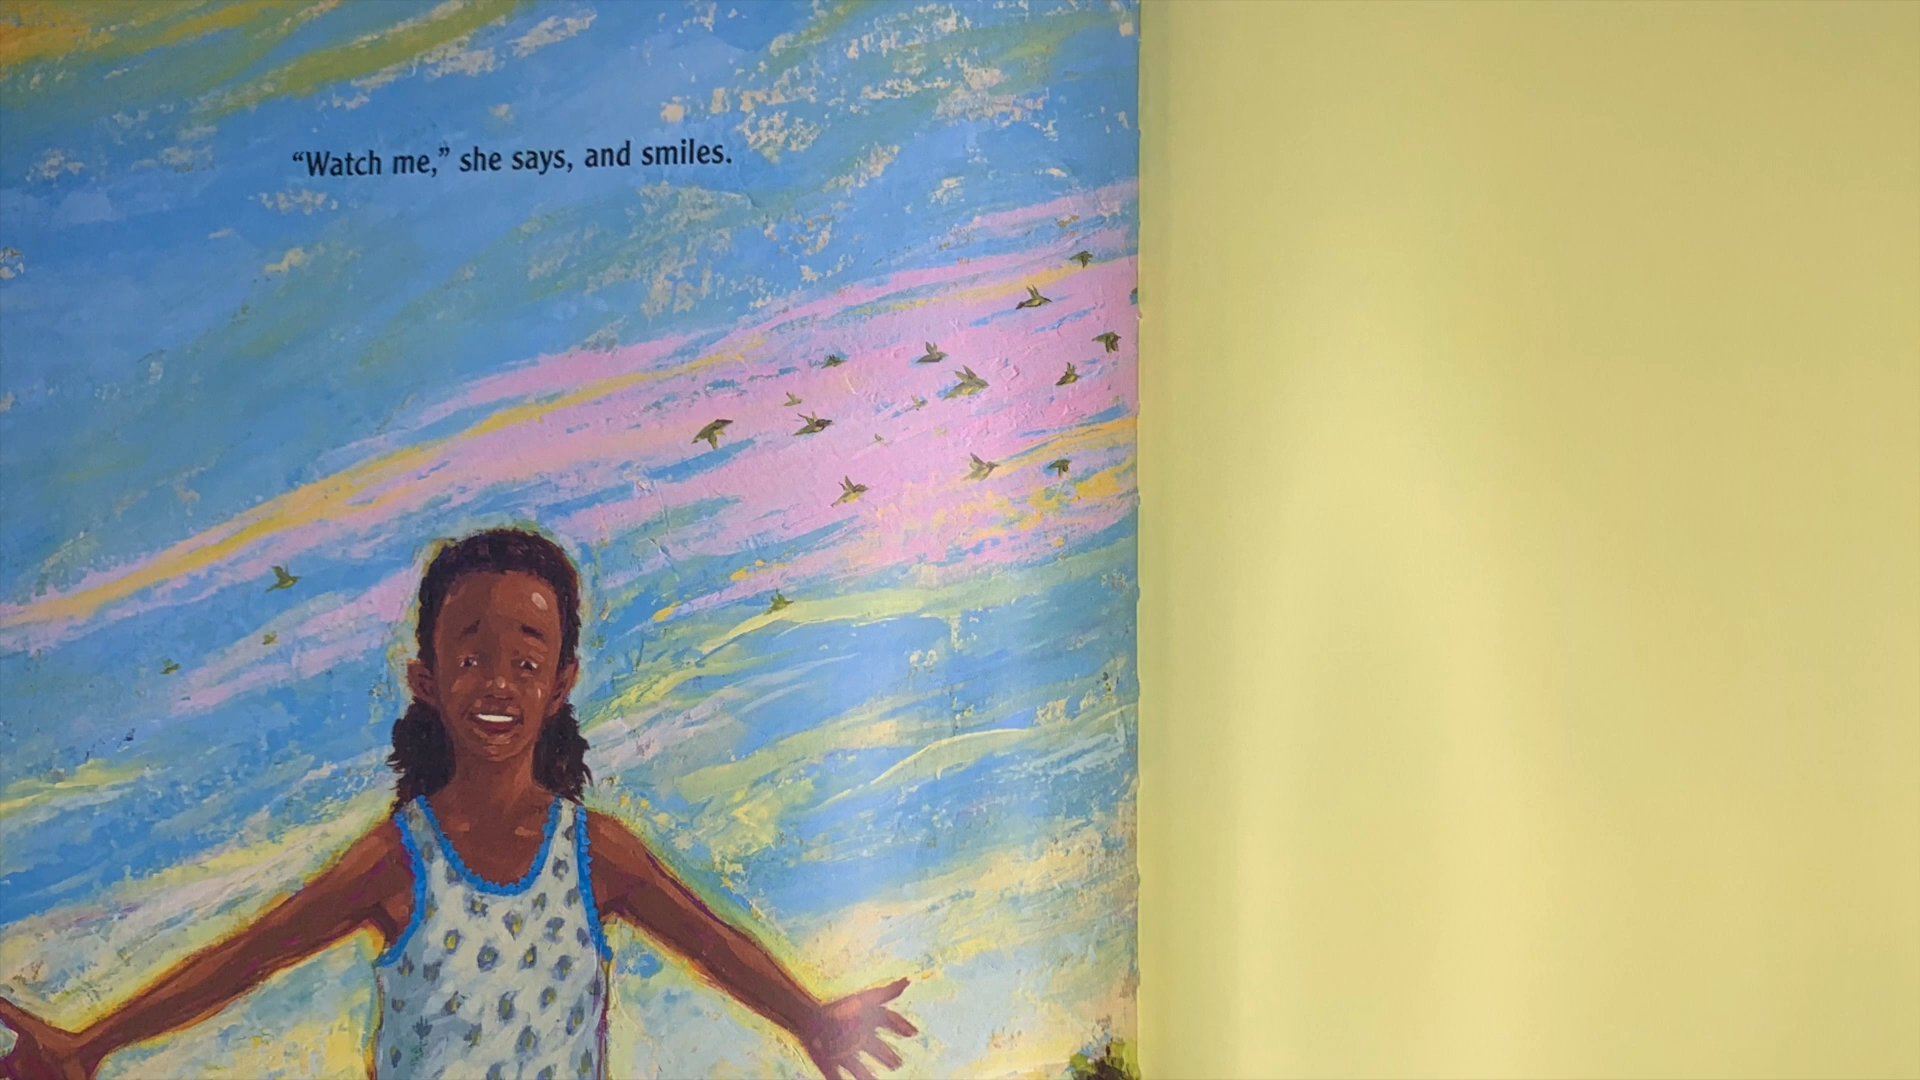 “Watch me,” she says, and smiles.